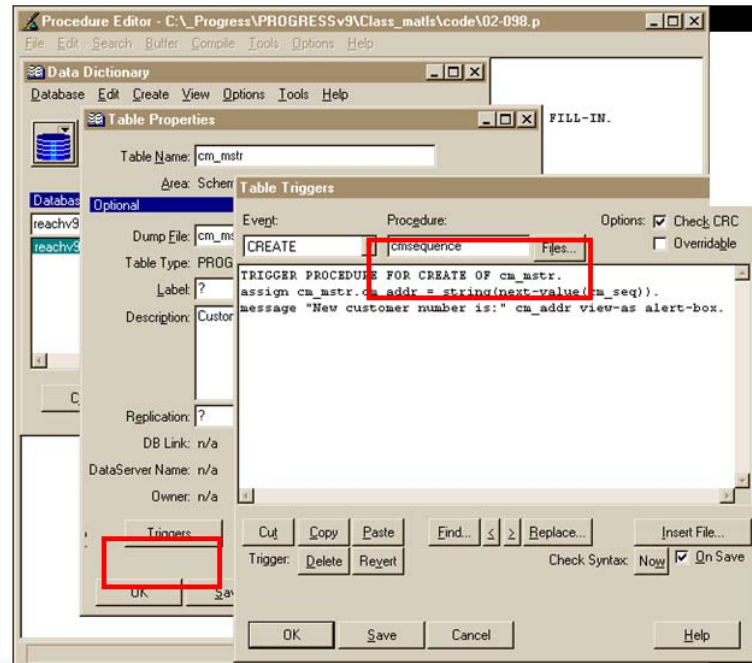 Procedure Editor - C:\_Progress\PROGRESSv9\Class_matls\code\02-098.p
File Edit Search Buffer Compile Tools Options Help
Data Dictionary
Database Edit Create View Options Tools Help
FILL-IN.
Table Properties
Table Name: cm_mstr
Area:
Databas
Optional
reachv9
reachv9
Dump File:
Table Type: PROG
Label: ?
Description: Custor
Replication: ?
DB Link: n/a
DataServer Name: n/a
Owner: n/a
Triggers
OK
Table Triggers
Event:
Procedure:
Options: Check CRC
CREATE
cmsequence
Files...
Overridable
TRIGGER PROCEDURE FOR CREATE OF cm_mstr.
assign cm_mstr.cm_addr = string(next-value(cm_seq)).
message "New customer number is:" cm_addr view-as alert-box.
Cut Copy Paste Find... < > Replace... Insert File...
Trigger: Delete Revert Check Syntax: Now On Save
OK Save Cancel Help